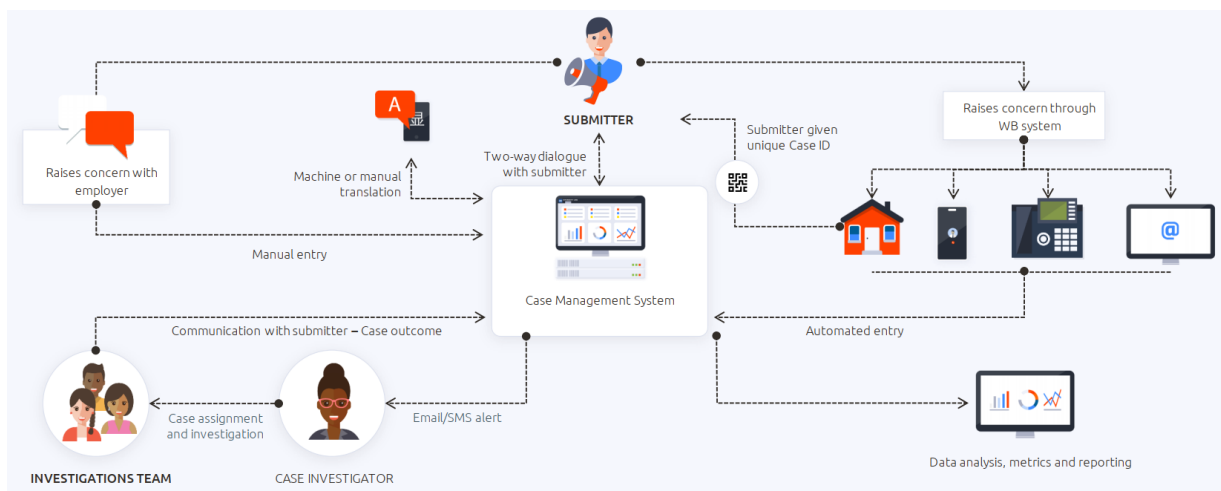 SUBMITTER
A
Raises concern with
employer
Machine or manual
translation
Two-way dialogue
with submitter
Submitter given
unique Case ID
Raises concern through
WB system
@
Manual entry
Case Management System
Communication with submitter – Case outcome
Automated entry
Case assignment
and investigation
Email/SMS alert
INVESTIGATIONS TEAM
CASE INVESTIGATOR
Data analysis, metrics and reporting